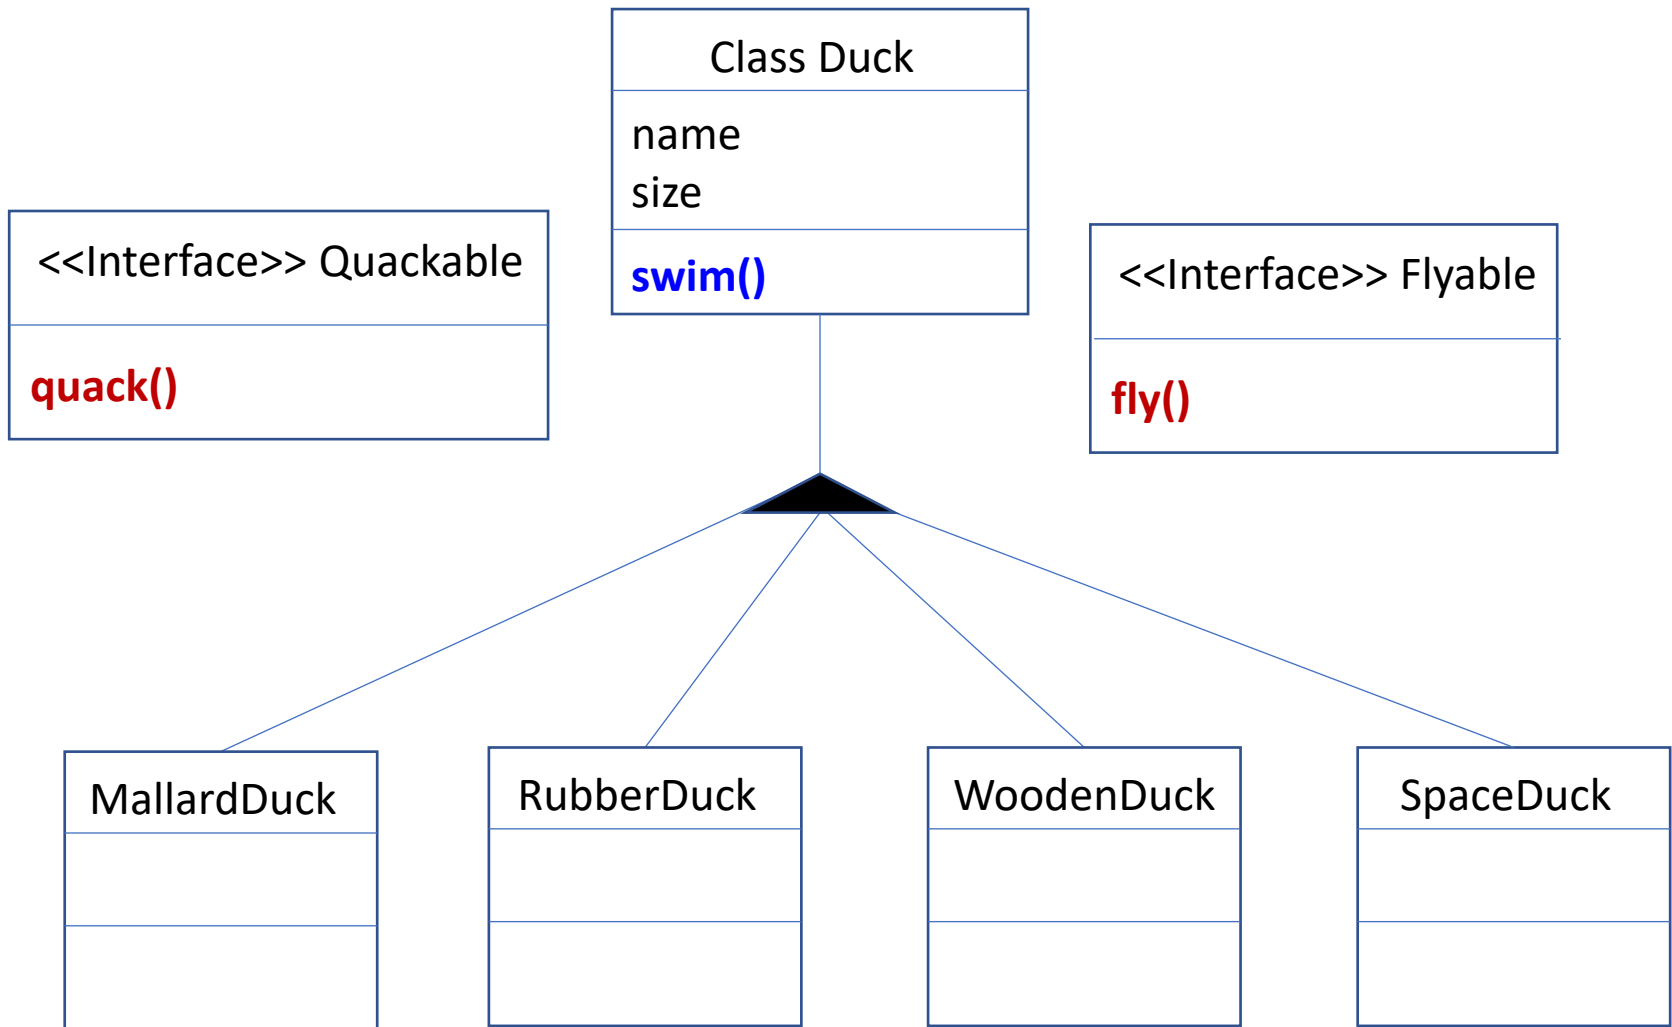 Class Duck
name
size
swim()
<<Interface>> Quackable
quack()
<<Interface>> Flyable
fly()
MallardDuck
RubberDuck
WoodenDuck
SpaceDuck